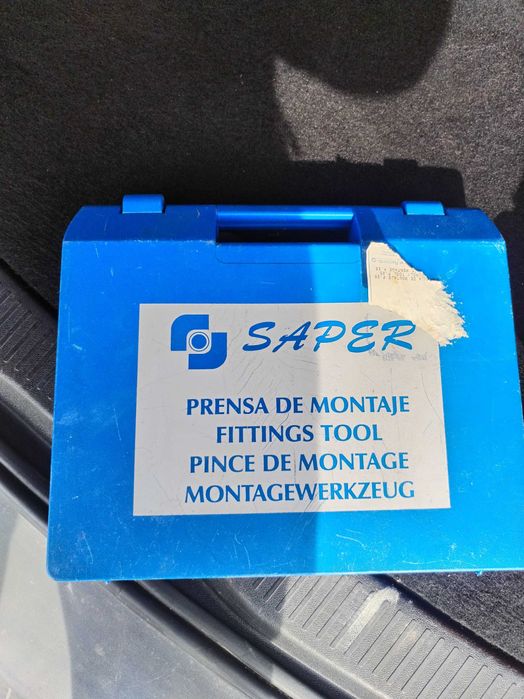 SAPER
PRENSA DE MONTAJE
FITTINGS TOOL
PINCE DE MONTAGE
MONTAGEWERKZEUG